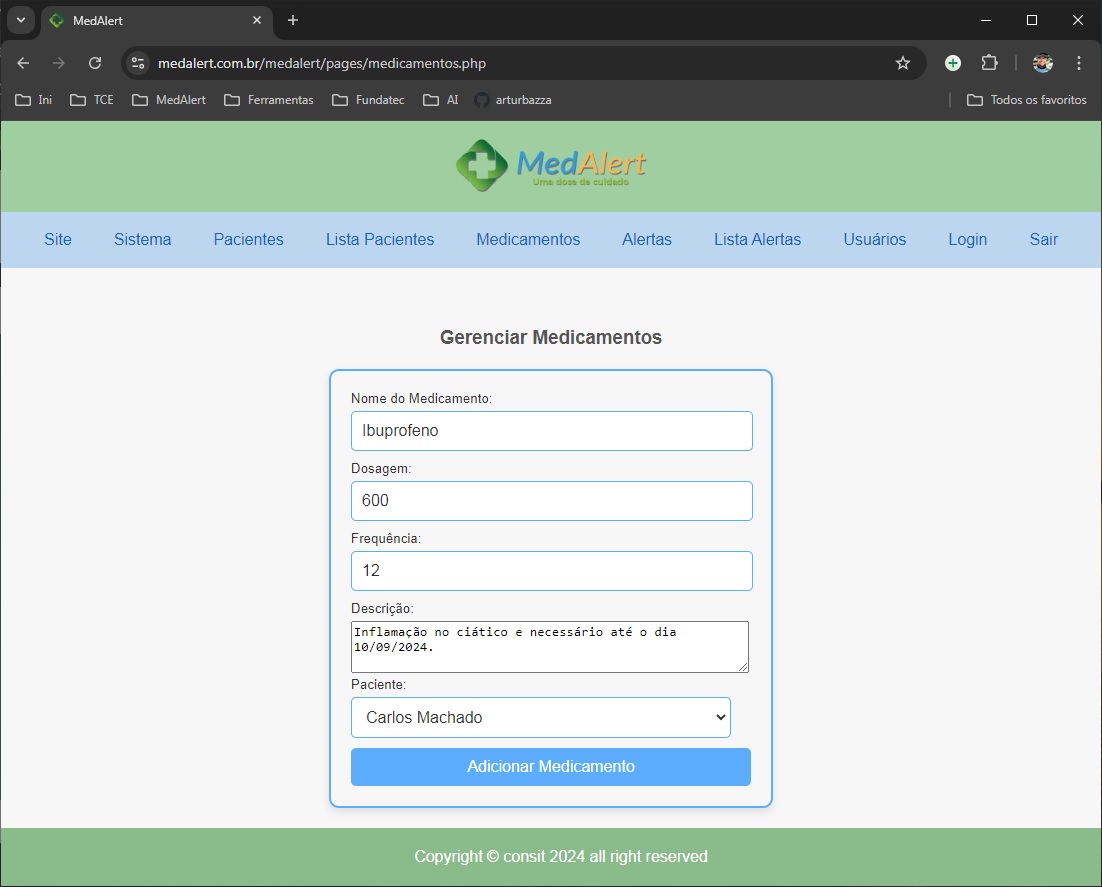 MedAlert
medalert.com.br/medalert/pages/medicamentos.php
Ini TCE MedAlert Ferramentas Fundatec AI arturbazza Todos os favoritos
MedAlert
Uma dose de cuidado
Site Sistema Pacientes Lista Pacientes Medicamentos Alertas Lista Alertas Usuários Login Sair
Gerenciar Medicamentos
Nome do Medicamento:
Ibuprofeno
Dosagem:
600
Frequência:
12
Descrição:
Inflamação no ciático e necessário até o dia
10/09/2024.
Paciente:
Carlos Machado
Adicionar Medicamento
Copyright © consit 2024 all right reserved